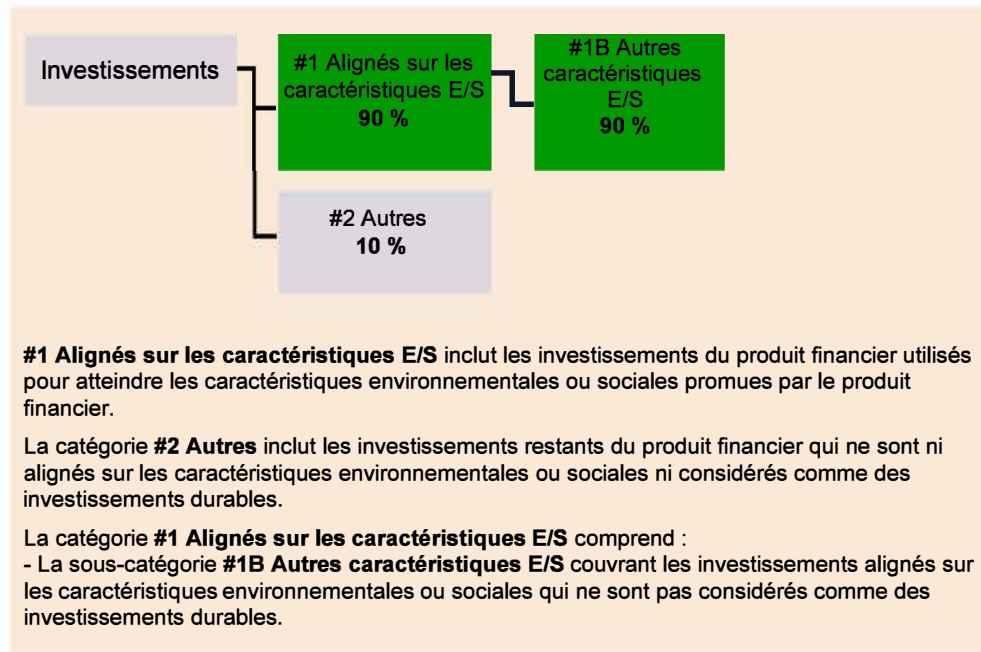 Investissements
#1 Alignés sur les
caractéristiques E/S
90 %
#1B Autres
caractéristiques
E/S
90 %
#2 Autres
10 %
#1 Alignés sur les caractéristiques E/S inclut les investissements du produit financier utilisés
pour atteindre les caractéristiques environnementales ou sociales promues par le produit
financier.
La catégorie #2 Autres inclut les investissements restants du produit financier qui ne sont ni
alignés sur les caractéristiques environnementales ou sociales ni considérés comme des
investissements durables.
La catégorie #1 Alignés sur les caractéristiques E/S comprend :
- La sous-catégorie #1B Autres caractéristiques E/S couvrant les investissements alignés sur
les caractéristiques environnementales ou sociales qui ne sont pas considérés comme des
investissements durables.